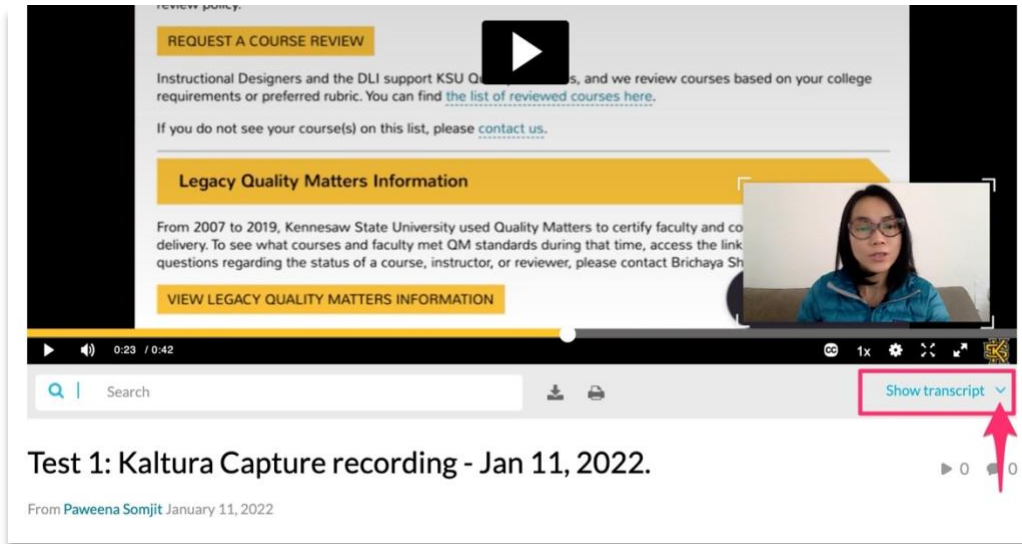 review policy.
REQUEST A COURSE REVIEW
Instructional Designers and the DLI support KSU Qu s, and we review courses based on your college
requirements or preferred rubric. You can find the list of reviewed courses here.
If you do not see your course(s) on this list, please contact us.
Legacy Quality Matters Information
From 2007 to 2019, Kennesaw State University used Quality Matters to certify faculty and co
delivery. To see what courses and faculty met QM standards during that time, access the link
questions regarding the status of a course, instructor, or reviewer, please contact Brichaya Sh
VIEW LEGACY QUALITY MATTERS INFORMATION
0:23 / 0:42 CC 1x
Search Show transcript
Test 1: Kaltura Capture recording - Jan 11, 2022.
0 0
From Paweena Somjit January 11, 2022